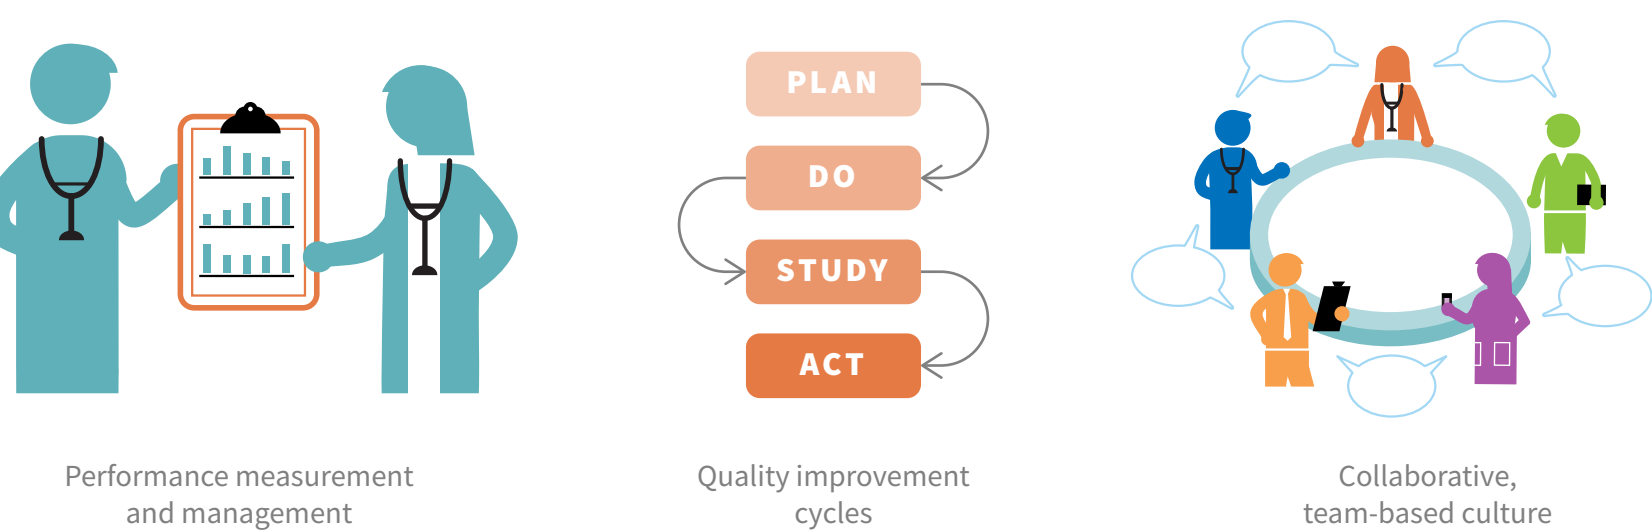 PLAN
DO
STUDY
ACT
Performance measurement
and management
Quality improvement
cycles
Collaborative,
team-based culture